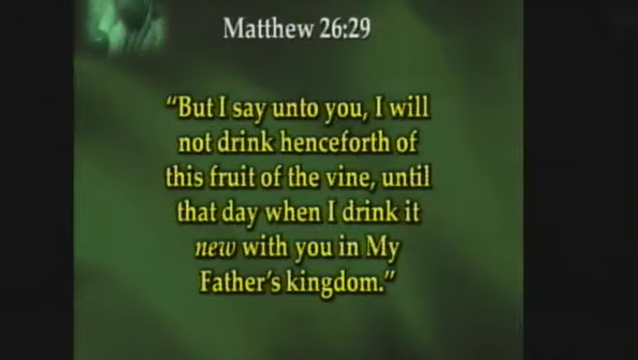 Matthew 26:29
“But I say unto you, I will
not drink henceforth of
this fruit of the vine, until
that day when I drink it
new with you in My
Father’s kingdom.”